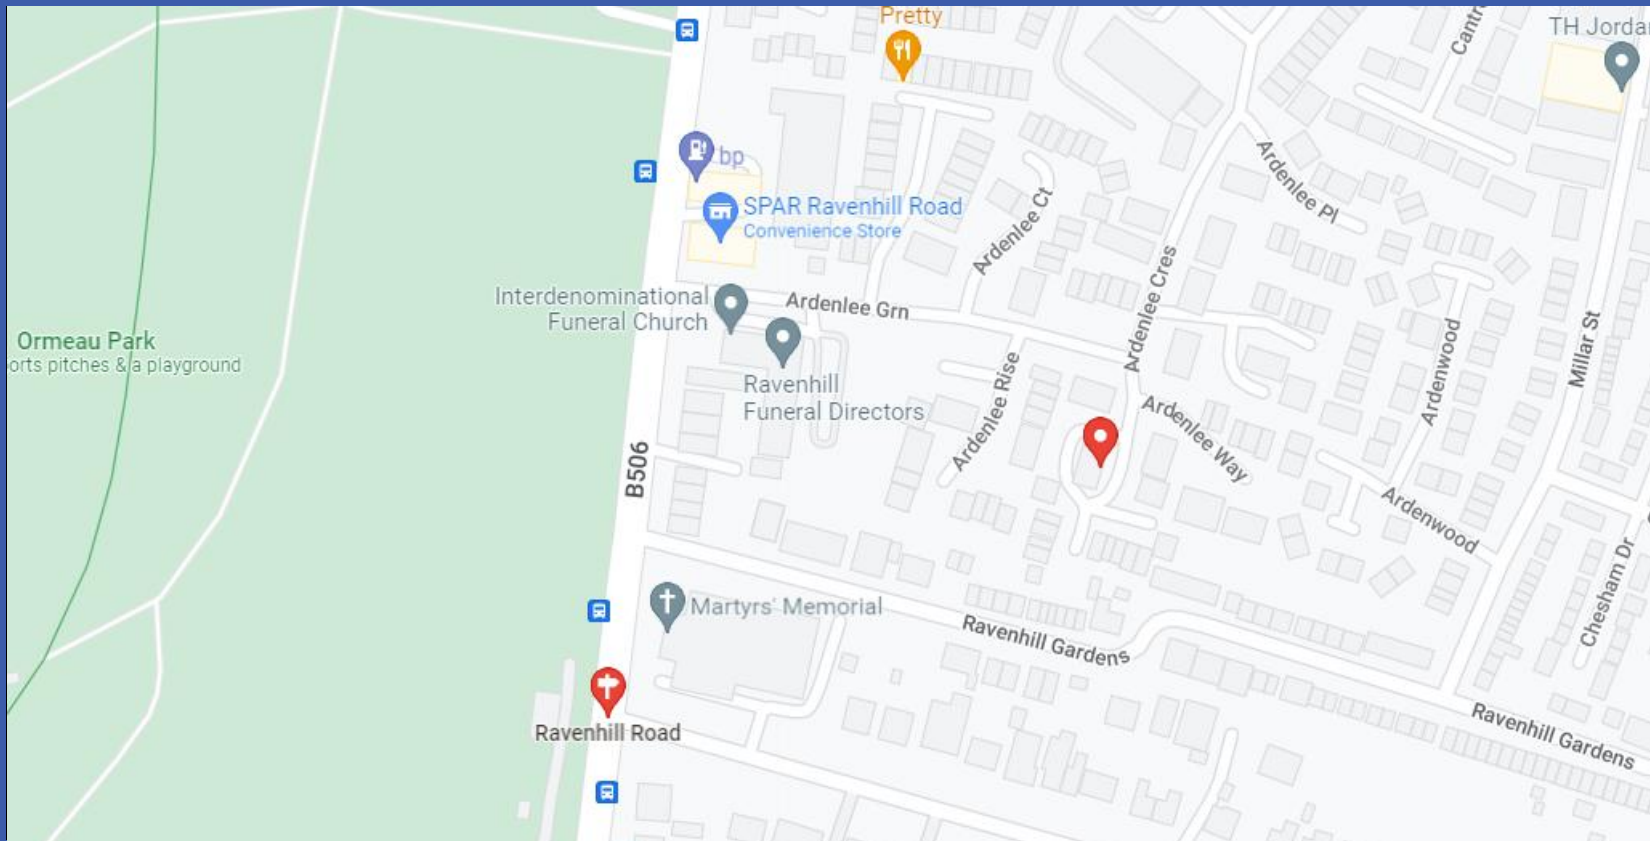 Pretty
Cantr
TH Jorda
bp
SPAR Ravenhill Road
Convenience Store
Ardenlee Pl
Ardenlee Ct
Ardenlee Cres
Interdenominational
Funeral Church
Ardenlee Grn
Ormeau Park
orts pitches & a playground
Ravenhill
Funeral Directors
Ardenlee Rise
Ardenlee Way
Ardenwood
Millar St
B506
Ardenwood
Chesham Dr
Martyrs' Memorial
Ravenhill Gardens
Ravenhill Road
Ravenhill Gardens